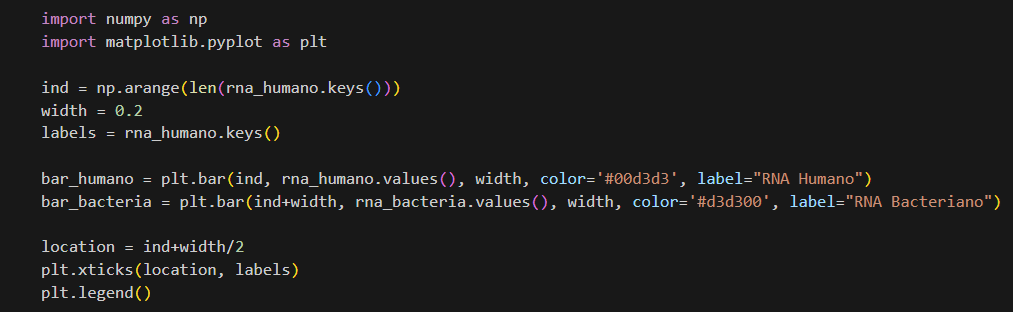 import numpy as np
import matplotlib.pyplot as plt
ind = np.arange(len(rna_humano.keys()))
width = 0.2
labels = rna_humano.keys()
bar_humano = plt.bar(ind, rna_humano.values(), width, color='#00d3d3', label="RNA Humano")
bar_bacteria = plt.bar(ind+width, rna_bacteria.values(), width, color='#d3d300', label="RNA Bacteriano")
location = ind+width/2
plt.xticks(location, labels)
plt.legend()